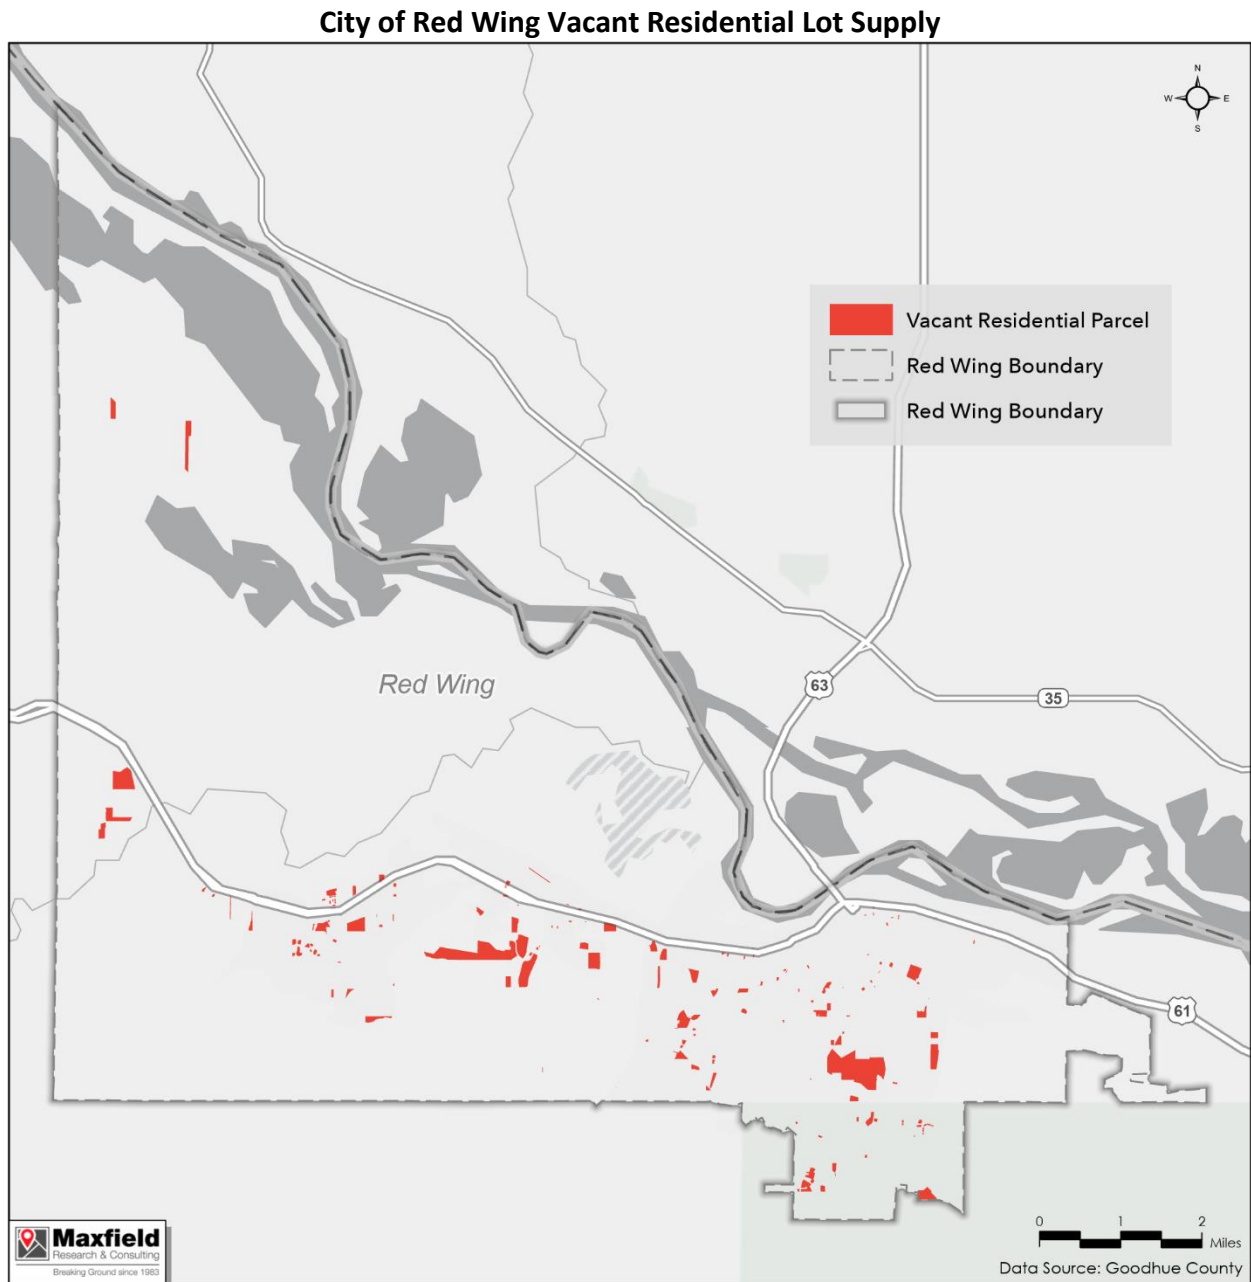 City of Red Wing Vacant Residential Lot Supply
N
W E
S
Vacant Residential Parcel
Red Wing Boundary
Red Wing Boundary
Red Wing
63
35
61
0 1 2
Miles
Data Source: Goodhue County
Maxfield
Research & Consulting
Breaking Ground since 1983